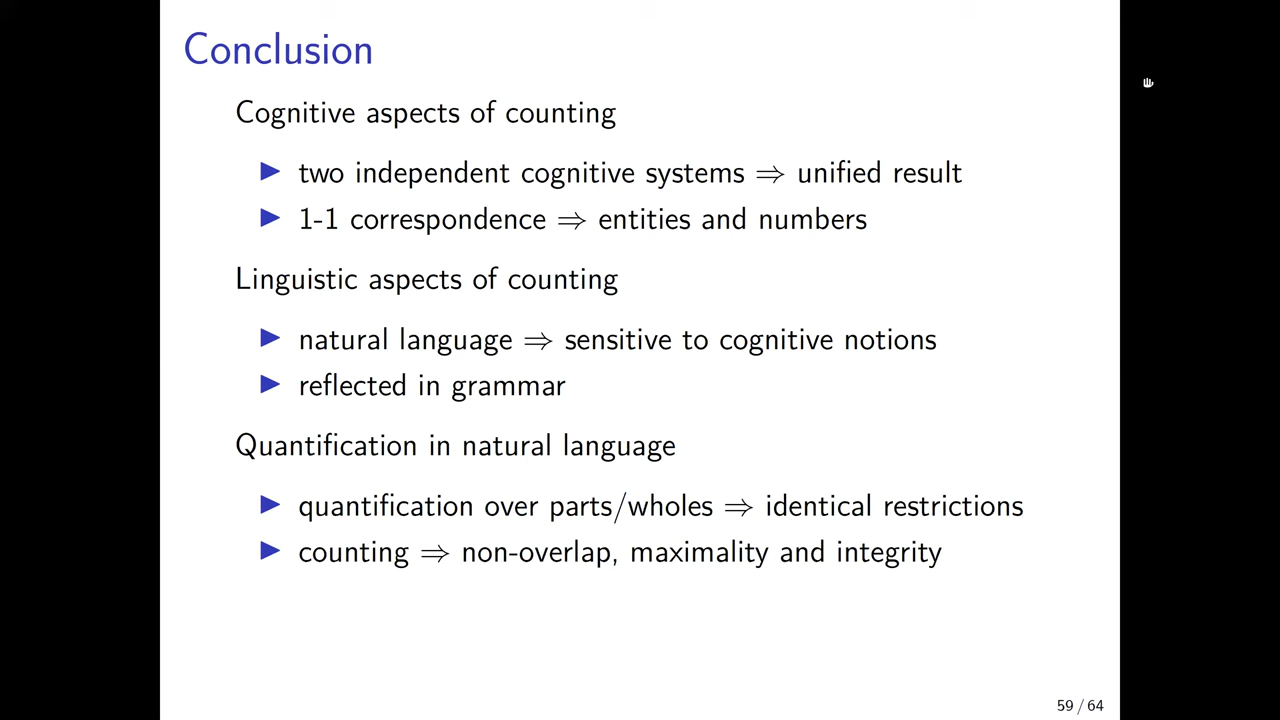 Conclusion
Cognitive aspects of counting
▶ two independent cognitive systems ⇒ unified result
▶ 1-1 correspondence ⇒ entities and numbers
Linguistic aspects of counting
▶ natural language ⇒ sensitive to cognitive notions
▶ reflected in grammar
Quantification in natural language
▶ quantification over parts/wholes ⇒ identical restrictions
▶ counting ⇒ non-overlap, maximality and integrity
59 / 64